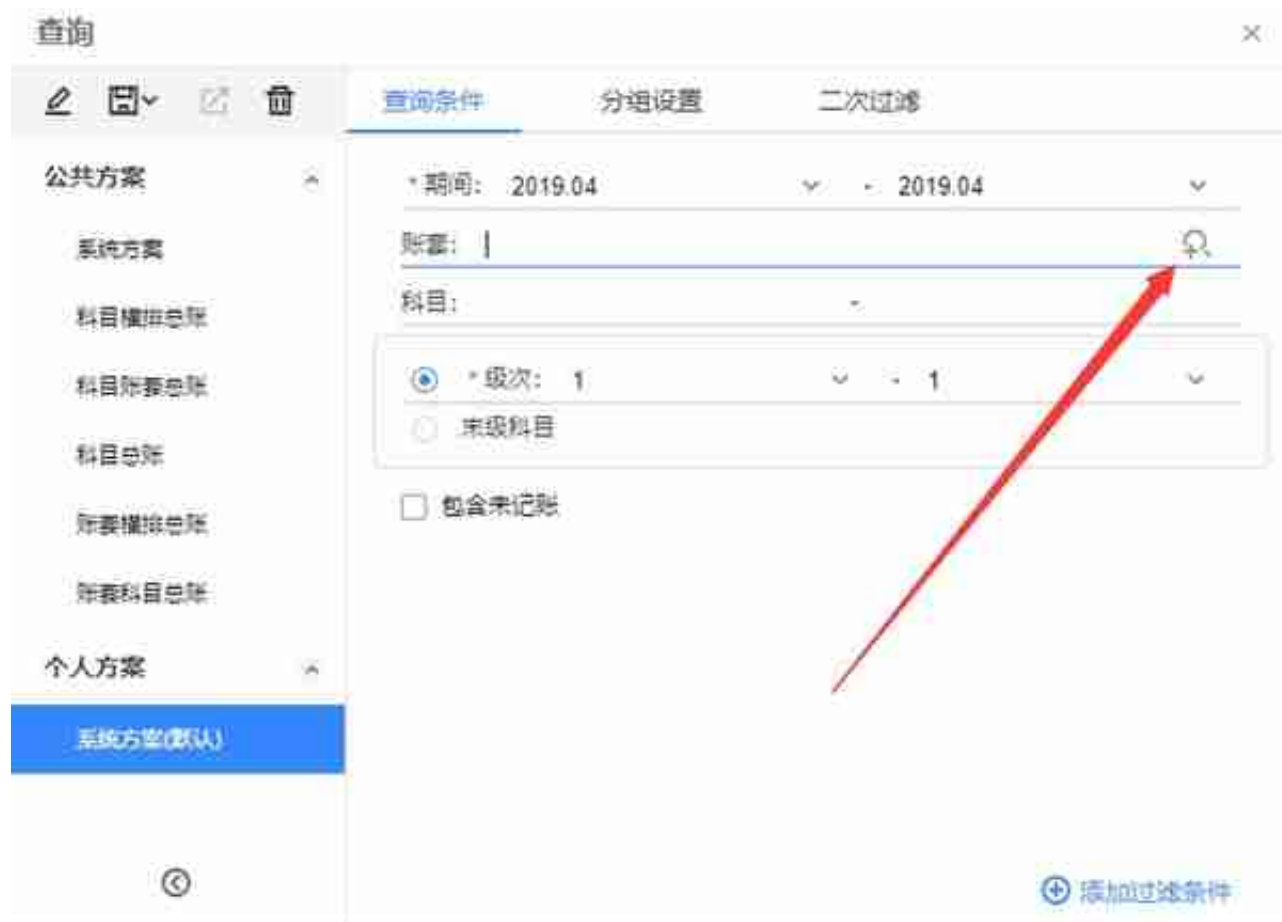 查询
查询条件
分组设置
二次过滤
公共方案
系统方案
科目横排总账
科目账套总账
科目总账
账套横排总账
账套科目总账
个人方案
系统方案(默认)
*期间: 2019.04 - 2019.04
账套:
科目: -
*级次: 1 - 1
末级科目
包含未记账
添加过滤条件